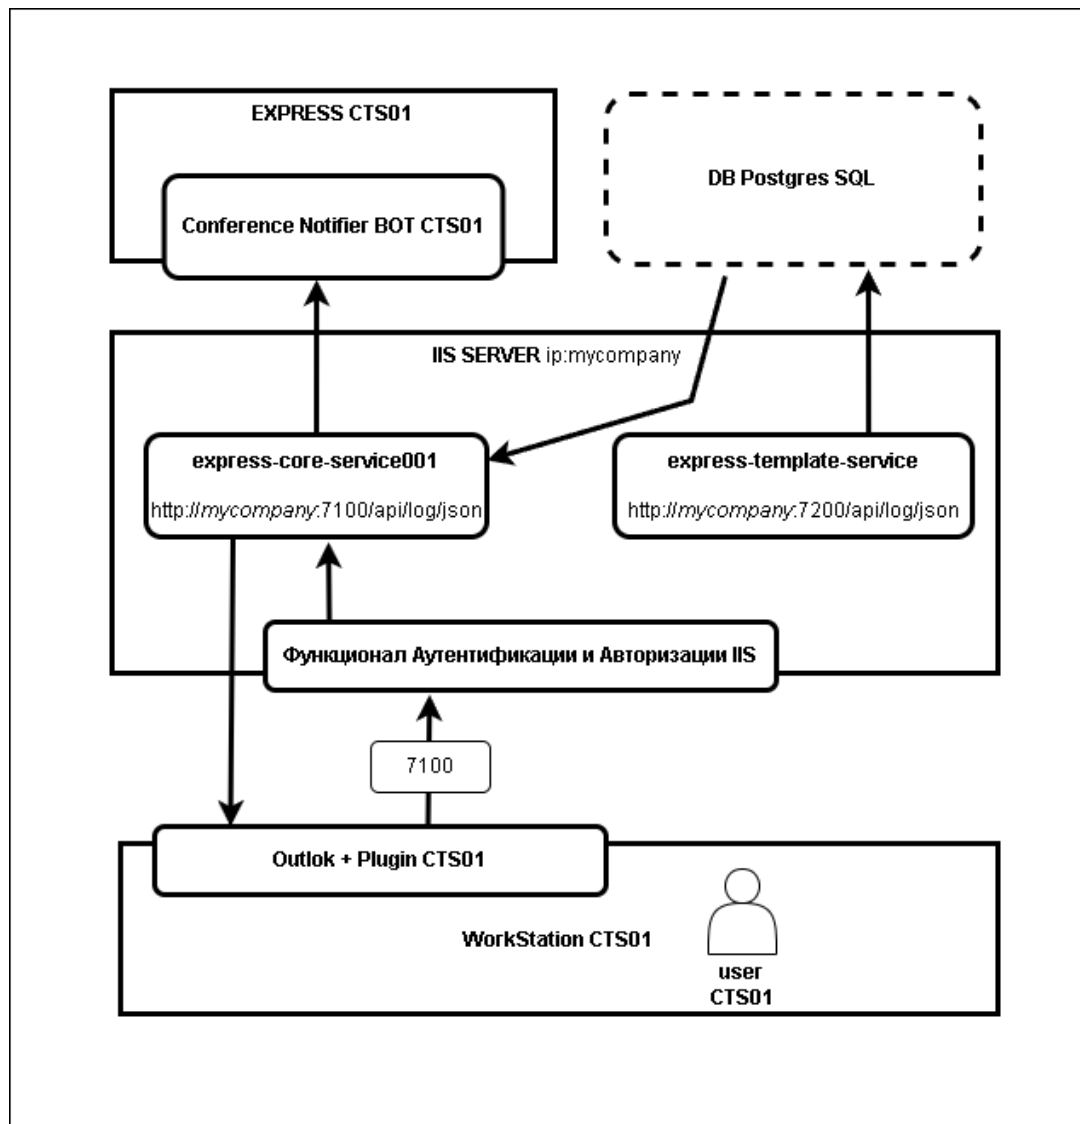 EXPRESS CTS01
Conference Notifier BOT CTS01
DB Postgres SQL
IIS SERVER ip:mycompany
express-core-service001
http://mycompany:7100/api/log/json
express-template-service
http://mycompany:7200/api/log/json
Функционал Аутентификации и Авторизации IIS
7100
Outlok + Plugin CTS01
WorkStation CTS01
user
CTS01